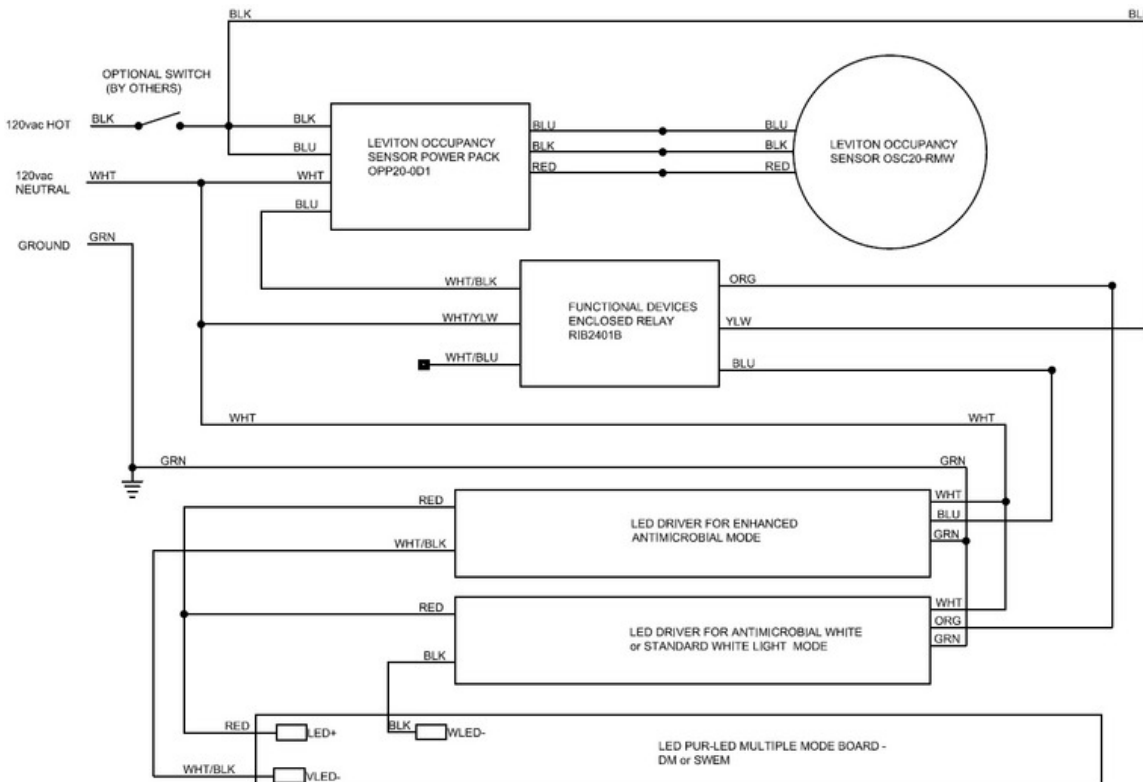 BLK
BL
OPTIONAL SWITCH
(BY OTHERS)
120vac HOT
BLK
BLK
BLU
120vac
NEUTRAL
WHT
WHT
BLU
GROUND
GRN
LEVITON OCCUPANCY
SENSOR POWER PACK
OPP20-0D1
BLU
BLK
RED
BLU
BLK
RED
LEVITON OCCUPANCY
SENSOR OSC20-RMW
WHT/BLK
WHT/YLW
WHT/BLU
FUNCTIONAL DEVICES
ENCLOSED RELAY
RIB2401B
ORG
YLW
BLU
WHT
WHT
GRN
GRN
RED
WHT/BLK
LED DRIVER FOR ENHANCED
ANTIMICROBIAL MODE
WHT
BLU
GRN
RED
BLK
LED DRIVER FOR ANTIMICROBIAL WHITE
or STANDARD WHITE LIGHT MODE
WHT
ORG
GRN
RED
LED+
BLK
WLED-
LED PUR-LED MULTIPLE MODE BOARD -
DM or SWEM
WHT/BLK
VLED-